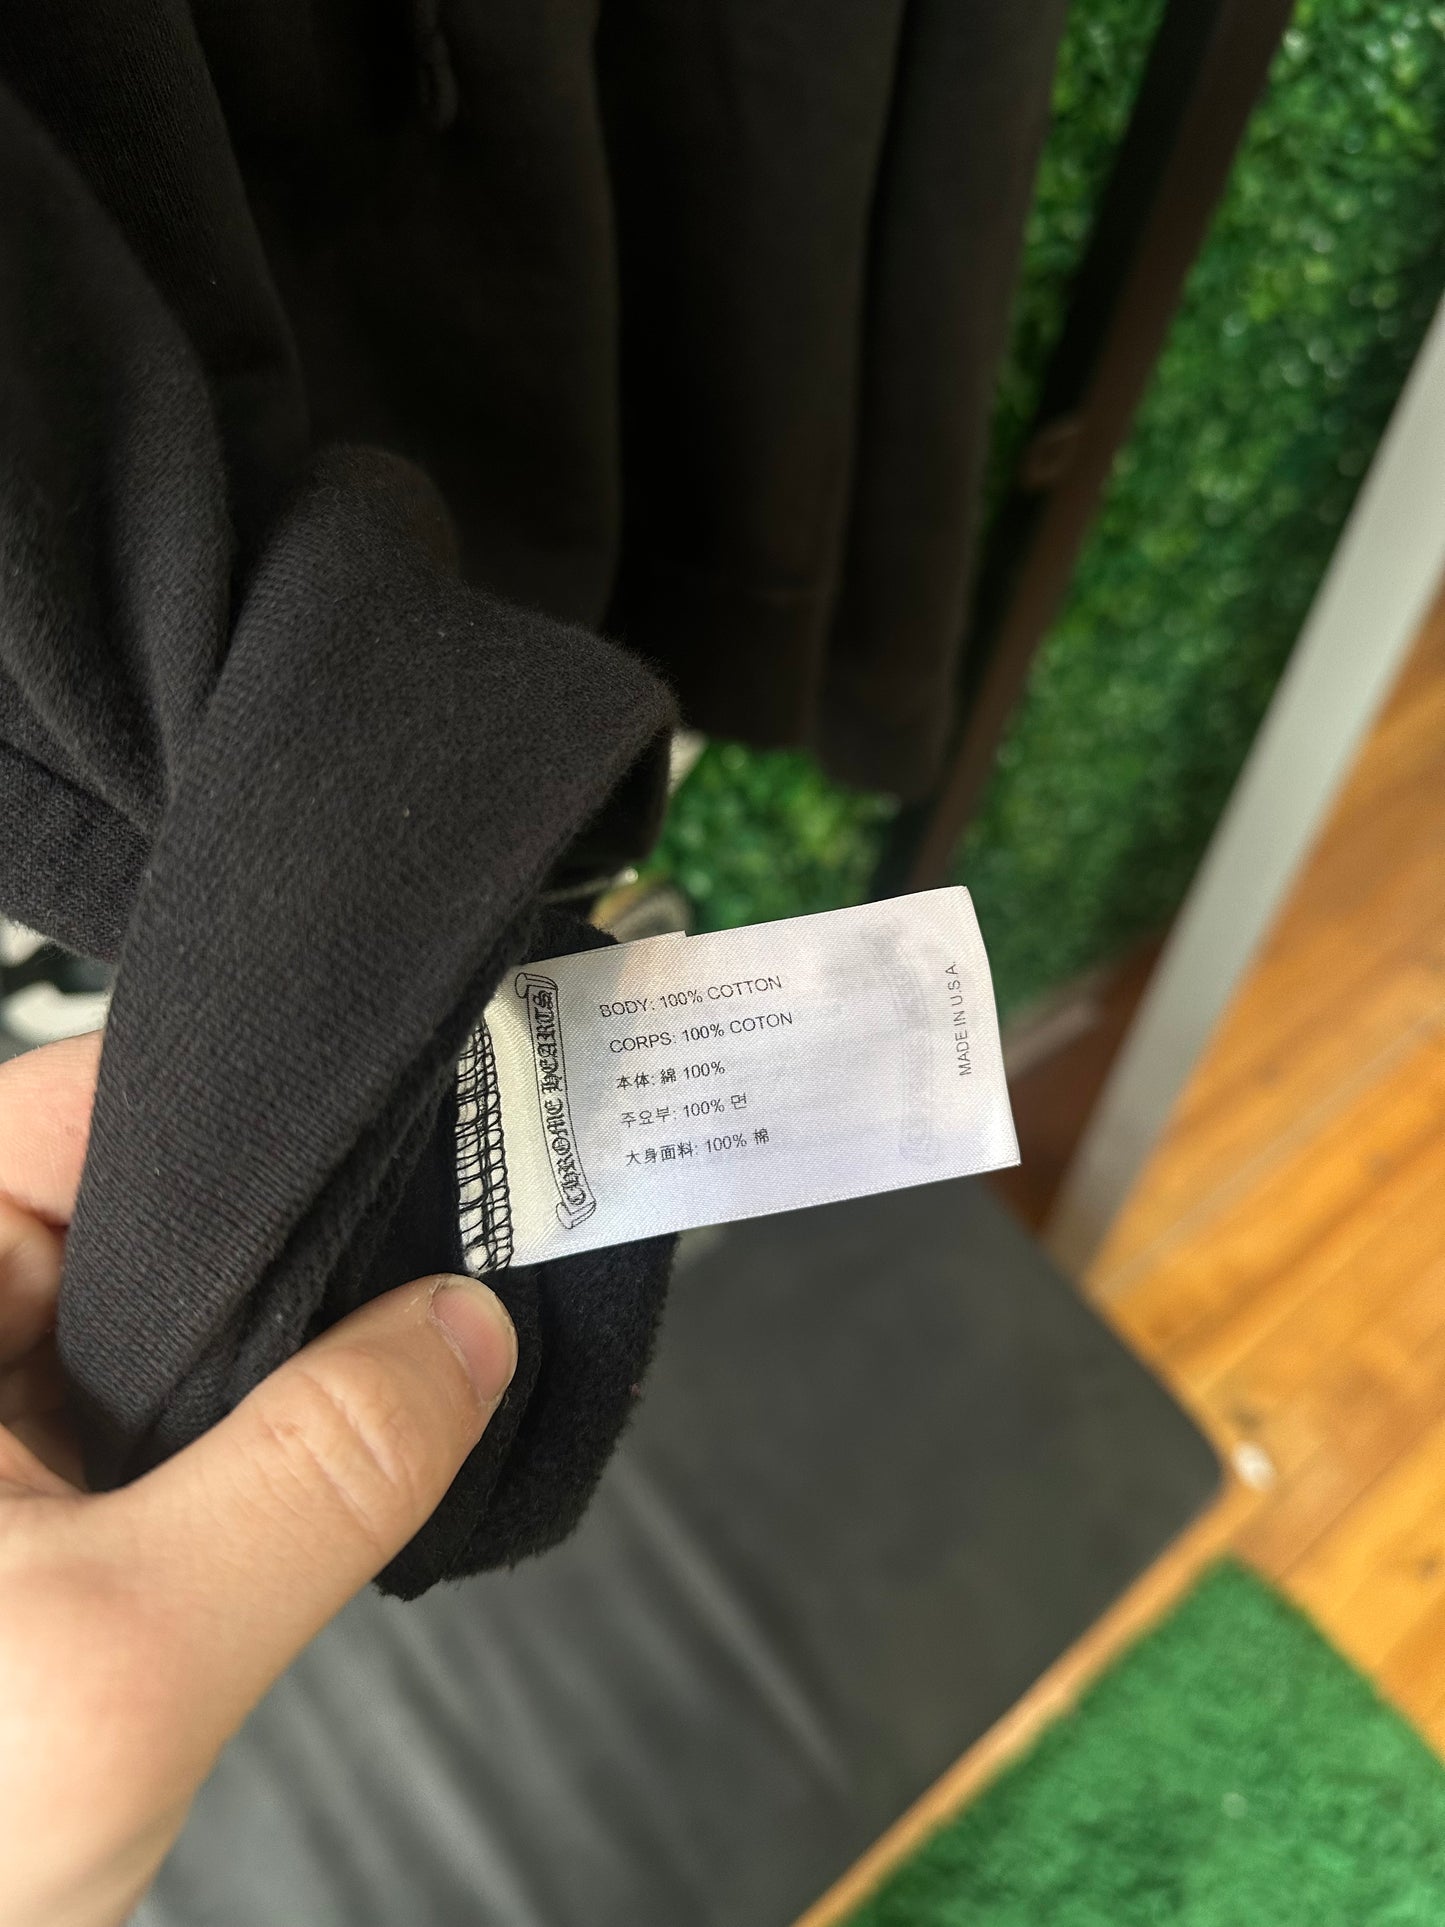 CHROME HEARTS
BODY: 100% COTTON
CORPS: 100% COTON
本体: 綿 100%
주요부: 100% 면
大身面料: 100% 棉
MADE IN U.S.A.